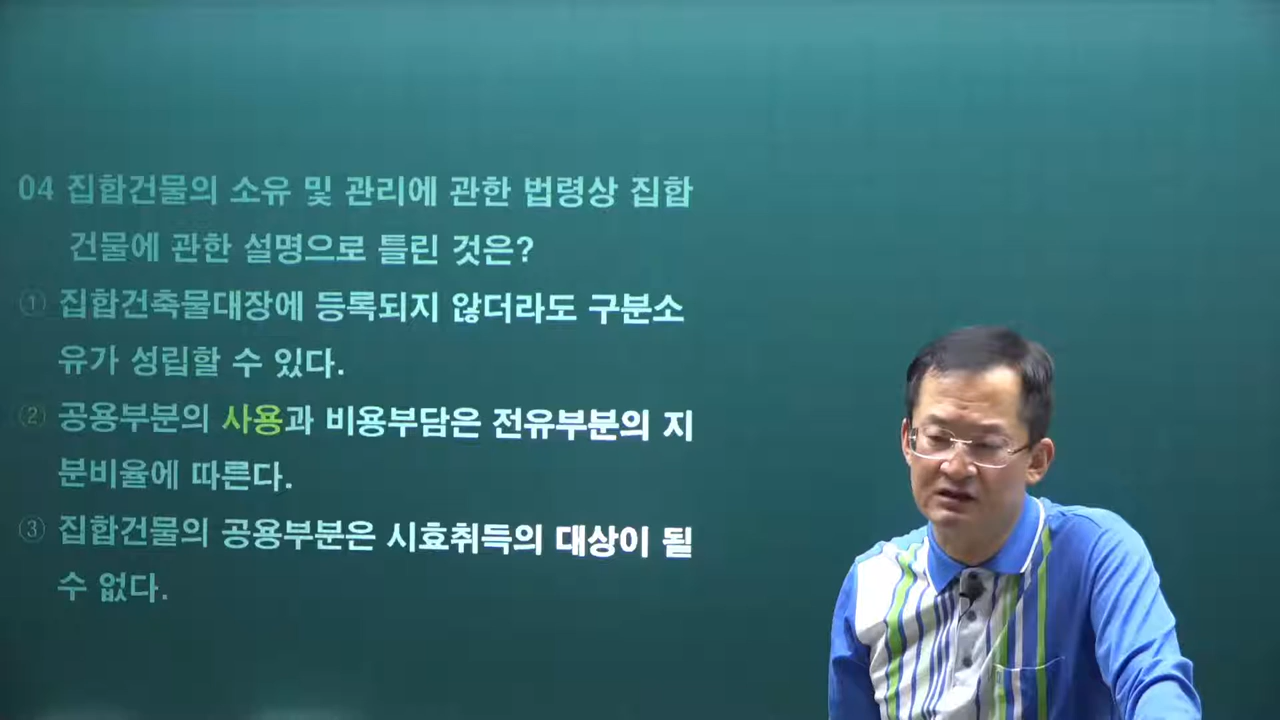 04 집합건물의 소유 및 관리에 관한 법령상 집합
건물에 관한 설명으로 틀린 것은?
① 집합건축물대장에 등록되지 않더라도 구분소
유가 성립할 수 있다.
② 공용부분의 사용과 비용부담은 전유부분의 지
분비율에 따른다.
③ 집합건물의 공용부분은 시효취득의 대상이 될
수 없다.